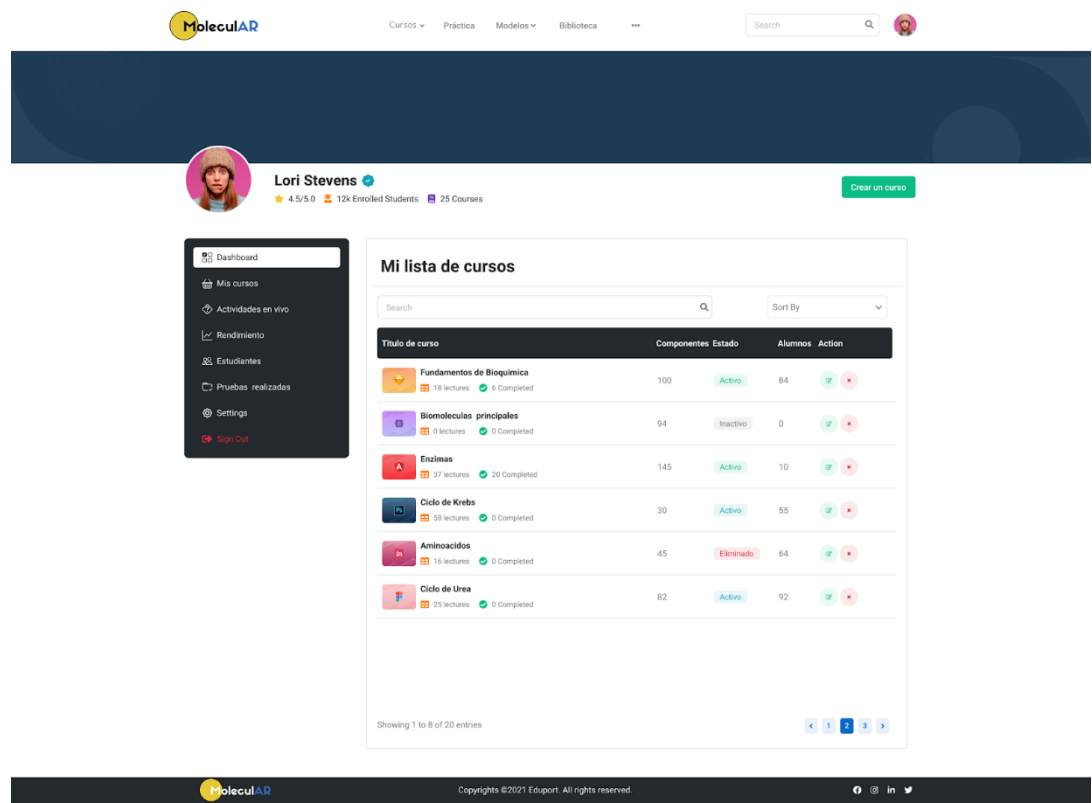 MoleculAR Cursos Práctica Modelos Biblioteca ••• Search
Lori Stevens
4.5/5.0 12k Enrolled Students 25 Courses
Crear un curso
Dashboard
Mis cursos
Actividades en vivo
Rendimiento
Estudiantes
Pruebas realizadas
Settings
Sign Out
Mi lista de cursos
Search Sort By
Titulo de curso Componentes Estado Alumnos Action
Fundamentos de Bioquimica
18 lectures 6 Completed
100 Activo 84
Biomoleculas principales
0 lectures 0 Completed
94 Inactivo 0
Enzimas
37 lectures 20 Completed
145 Activo 10
Ciclo de Krebs
58 lectures 0 Completed
30 Activo 55
Ps
Aminoacidos
16 lectures 0 Completed
45 Eliminado 64
Ciclo de Urea
25 lectures 0 Completed
82 Activo 92
Showing 1 to 8 of 20 entries
1 2 3
MoleculAR Copyrights ©2021 Eduport. All rights reserved.